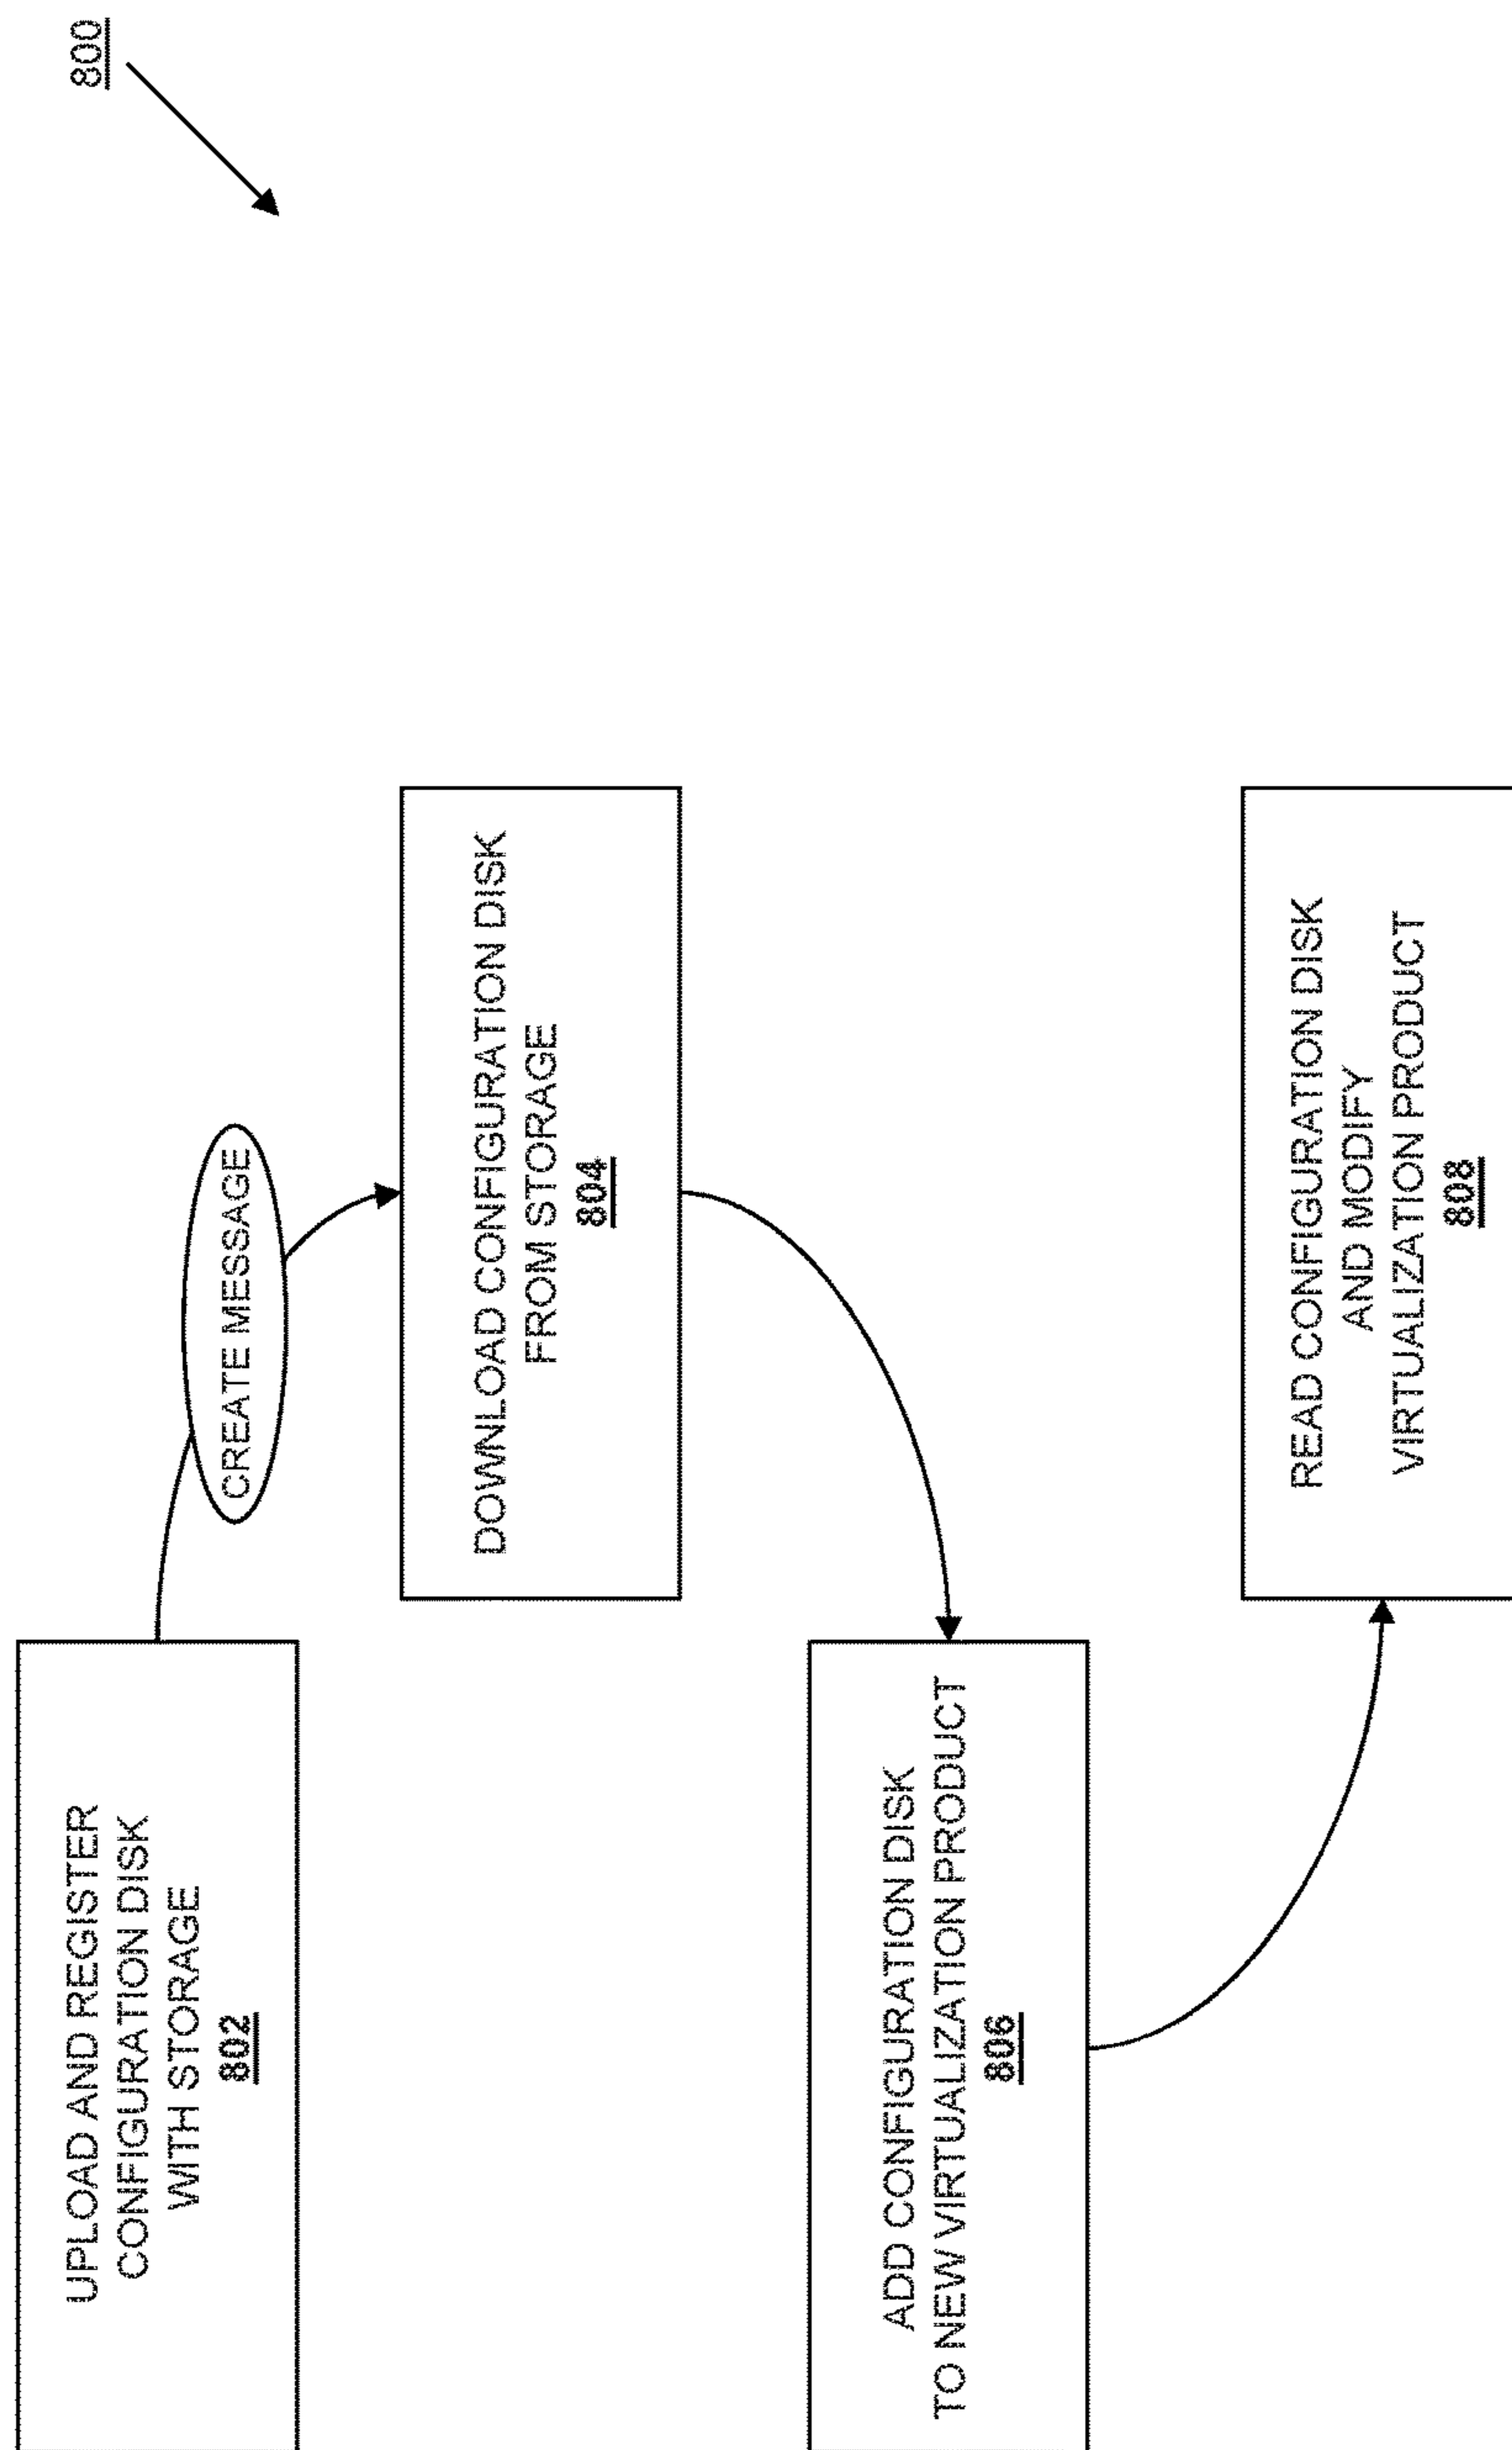 800
UPLOAD AND REGISTER
CONFIGURATION DISK
WITH STORAGE
802
CREATE MESSAGE
DOWNLOAD CONFIGURATION DISK
FROM STORAGE
804
ADD CONFIGURATION DISK
TO NEW VIRTUALIZATION PRODUCT
806
READ CONFIGURATION DISK
AND MODIFY
VIRTUALIZATION PRODUCT
808